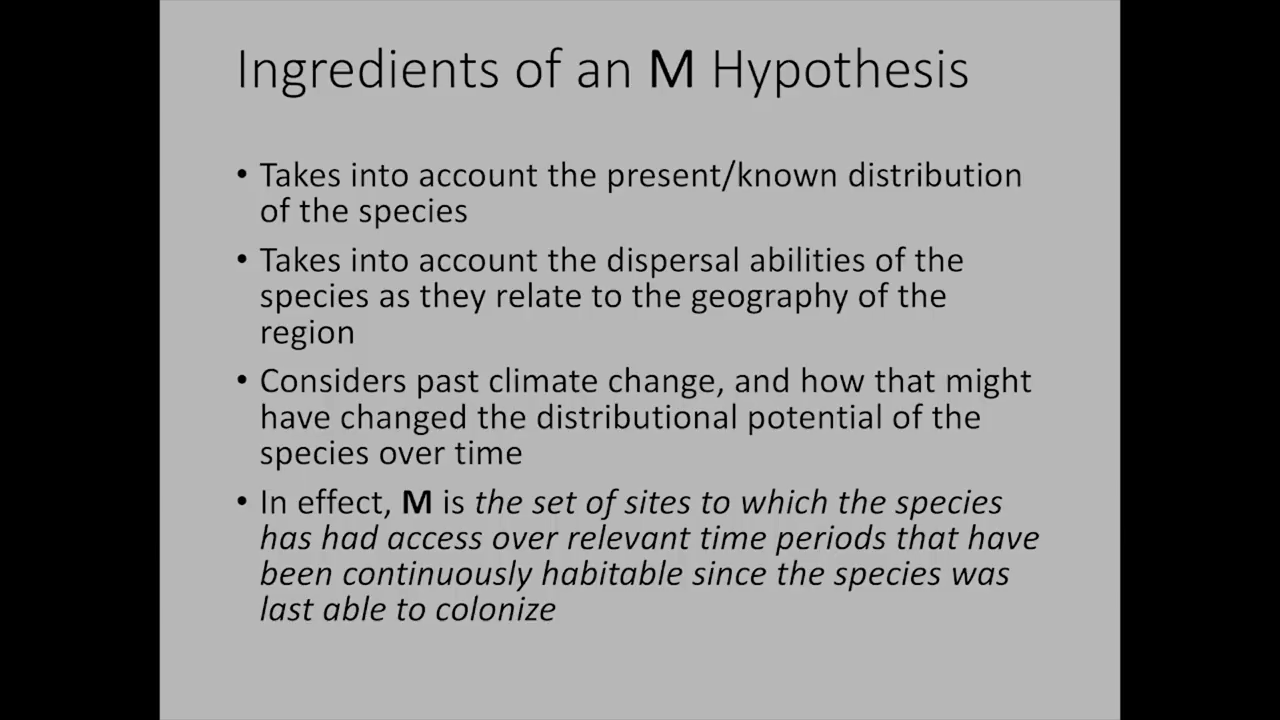 Ingredients of an M Hypothesis
• Takes into account the present/known distribution
of the species
• Takes into account the dispersal abilities of the
species as they relate to the geography of the
region
• Considers past climate change, and how that might
have changed the distributional potential of the
species over time
• In effect, M is the set of sites to which the species
has had access over relevant time periods that have
been continuously habitable since the species was
last able to colonize